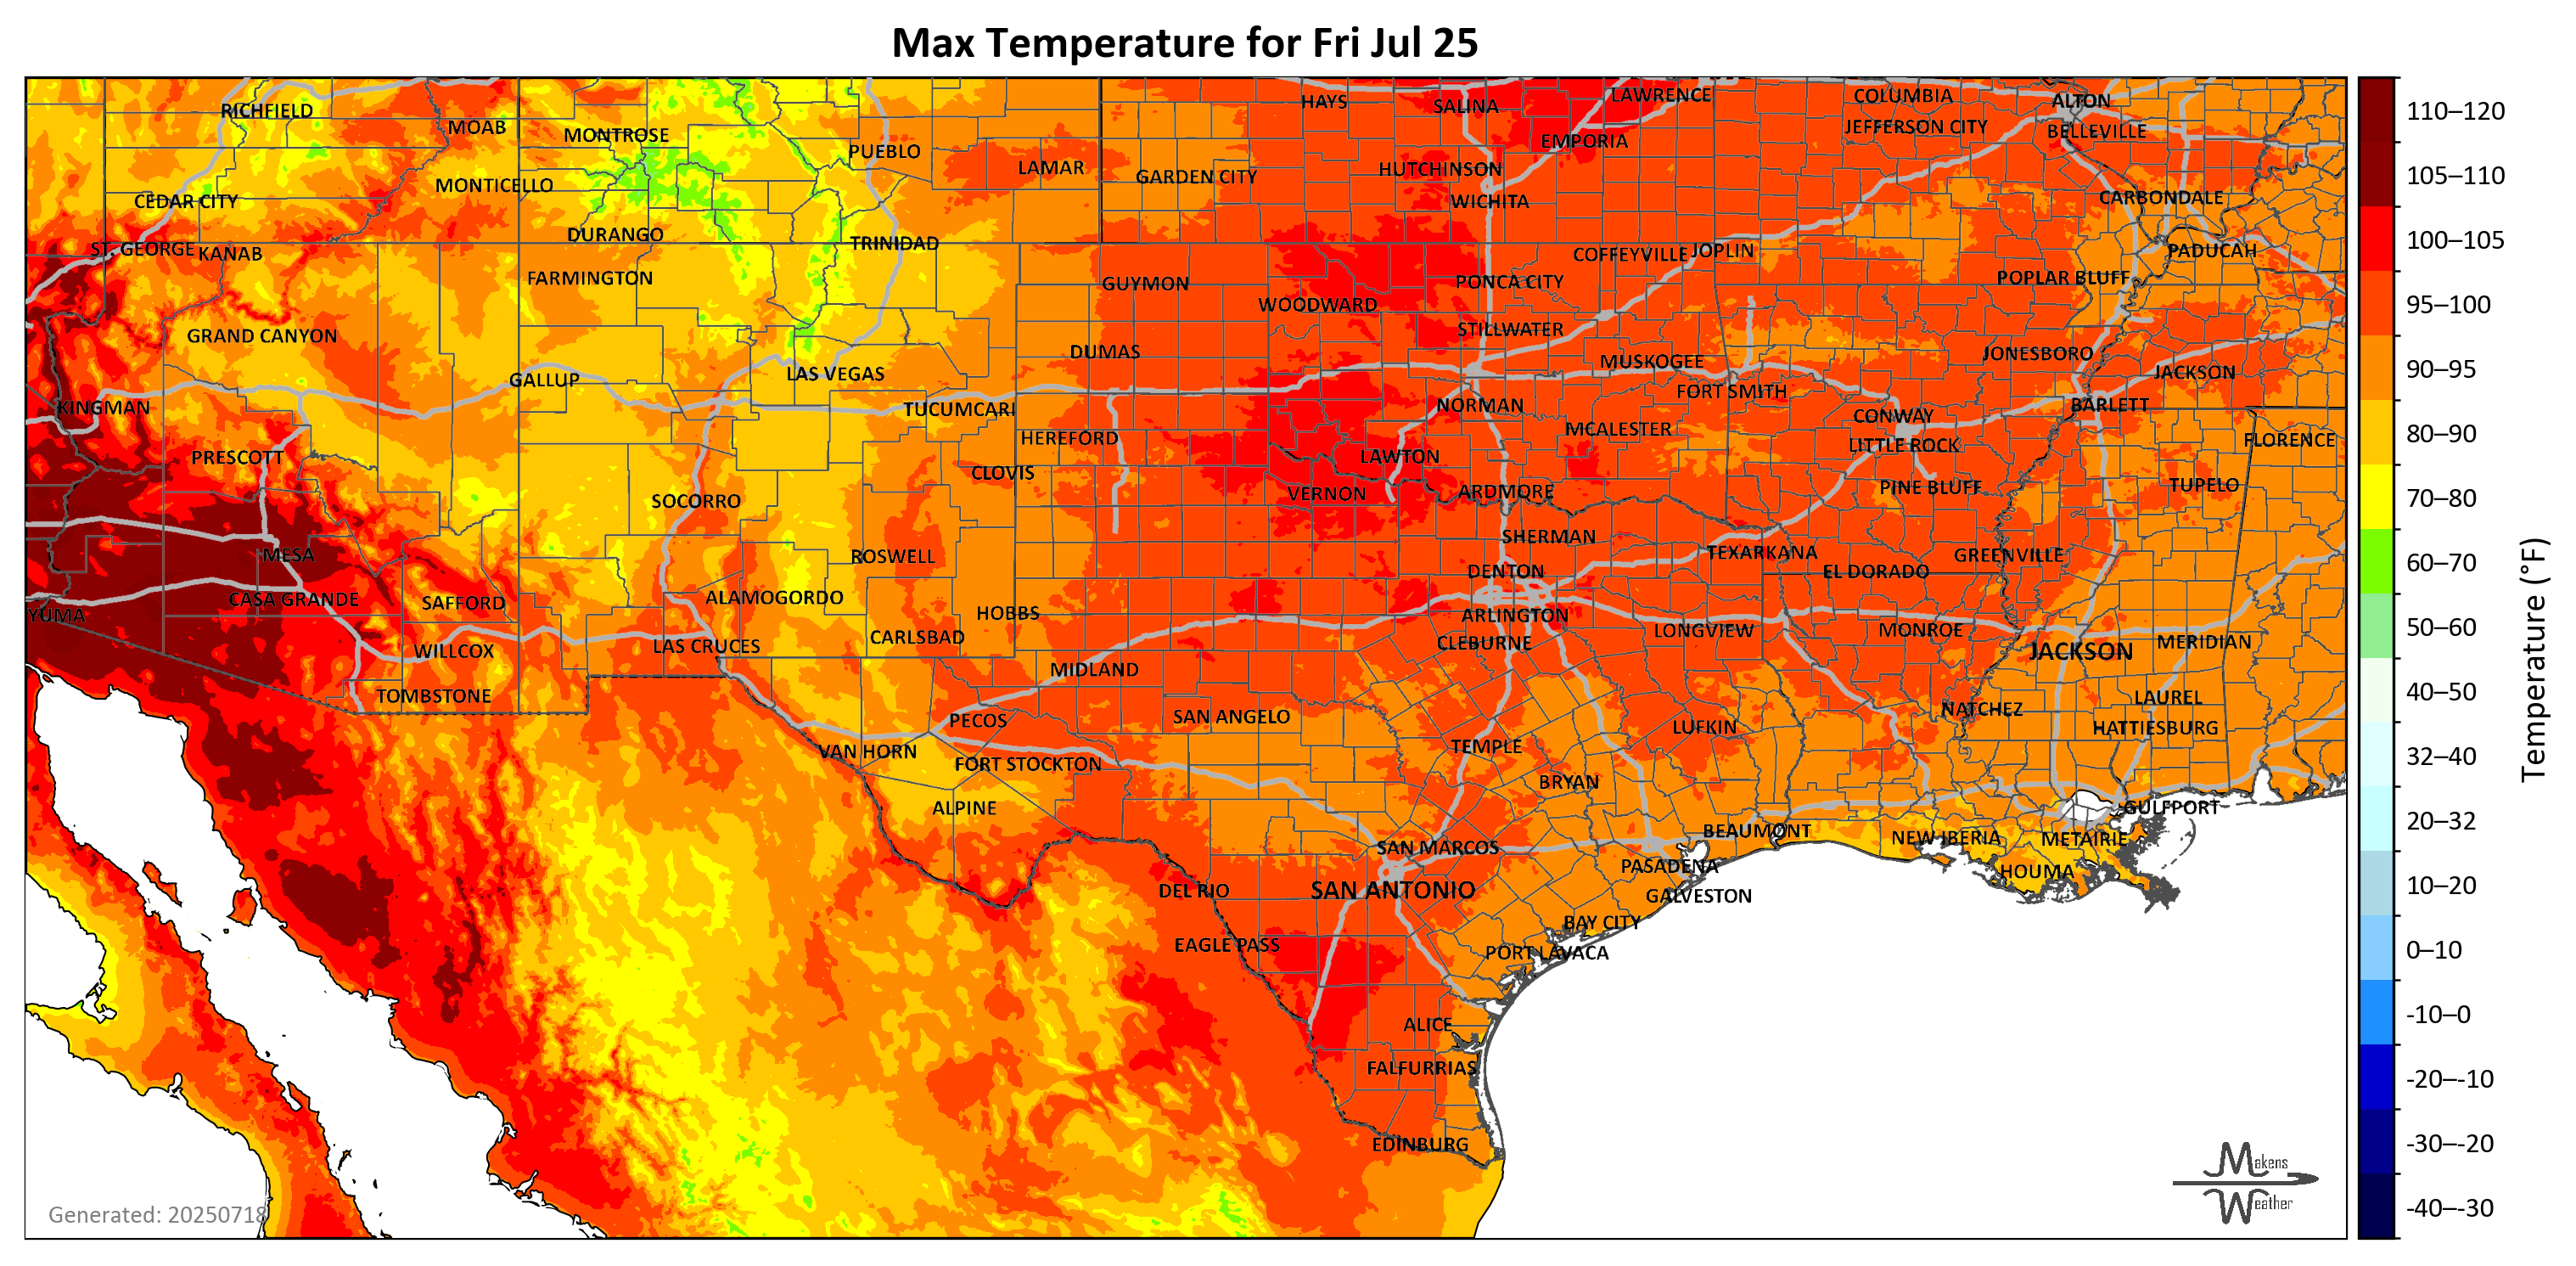 Max Temperature for Fri Jul 25
RICHFIELD
MOAB
MONTROSE
PUEBLO
LAMAR
GARDEN CITY
HAYS
SALINA
LAWRENCE
EMPORIA
HUTCHINSON
WICHITA
COLUMBIA
JEFFERSON CITY
ALTON
BELLEVILLE
CEDAR CITY
MONTICELLO
CARBONDALE
ST. GEORGE
KANAB
DURANGO
TRINIDAD
FARMINGTON
GUYMON
WOODWARD
PONCA CITY
COFFEYVILLE
JOPLIN
POPLAR BLUFF
PADUCAH
GRAND CANYON
STILLWATER
DUMAS
MUSKOGEE
JONESBORO
JACKSON
GALLUP
LAS VEGAS
FORT SMITH
KINGMAN
TUCUMCARI
NORMAN
CONWAY
BARLETT
HEREFORD
MCALESTER
LITTLE ROCK
FLORENCE
PRESCOTT
CLOVIS
LAWTON
VERNON
ARDMORE
PINE BLUFF
TUPELO
SOCORRO
SHERMAN
MESA
ROSWELL
TEXARKANA
GREENVILLE
DENTON
EL DORADO
YUMA
CASA GRANDE
SAFFORD
ALAMOGORDO
HOBBS
ARLINGTON
CLEBURNE
LONGVIEW
MONROE
WILLCOX
LAS CRUCES
CARLSBAD
JACKSON
MERIDIAN
MIDLAND
TOMBSTONE
PECOS
SAN ANGELO
NATCHEZ
LAUREL
HATTIESBURG
LUFKIN
VAN HORN
FORT STOCKTON
TEMPLE
BRYAN
ALPINE
GULFPORT
BEAUMONT
NEW IBERIA
METAIRIE
SAN MARCOS
PASADENA
HOUMA
DEL RIO
SAN ANTONIO
GALVESTON
BAY CITY
EAGLE PASS
PORT LAVACA
ALICE
FALFURRIAS
EDINBURG
Generated: 20250718
Makens
Weather
110–120
105–110
100–105
95–100
90–95
80–90
70–80
60–70
50–60
40–50
32–40
20–32
10–20
0–10
-10–0
-20–-10
-30–-20
-40–-30
Temperature (°F)